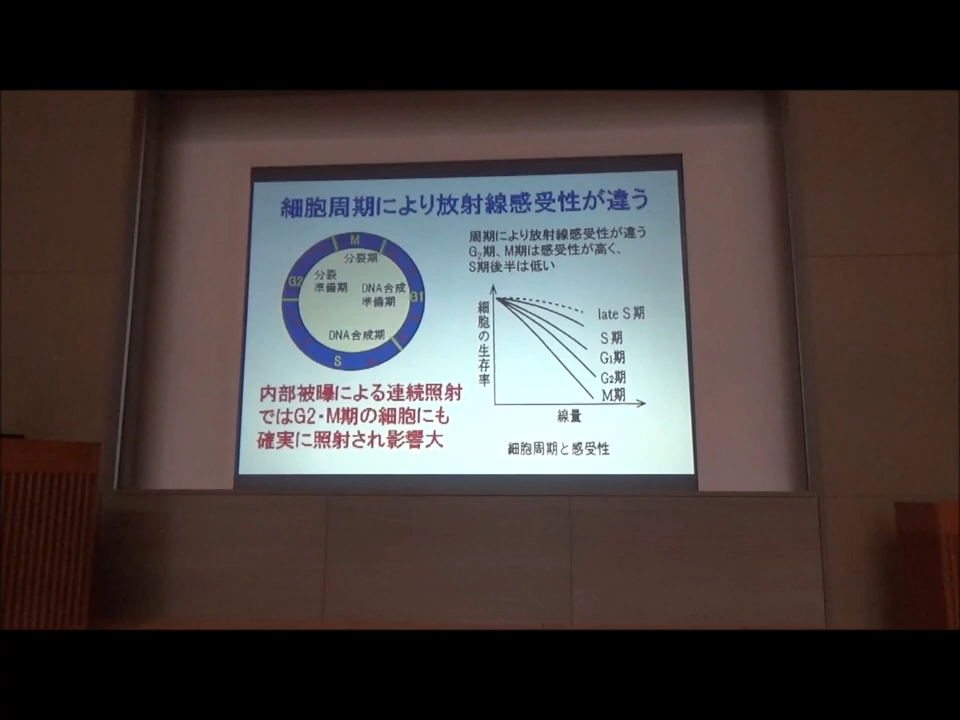 細胞周期により放射線感受性が違う
M
分裂期
G2
分裂
準備期
DNA合成
準備期
G1
DNA合成期
S
内部被曝による連続照射
ではG2・M期の細胞にも
確実に照射され影響大
周期により放射線感受性が違う
G₂期、M期は感受性が高く、
S期後半は低い
細胞の生存率
late S期
S期
G₁期
G₂期
M期
線量
細胞周期と感受性